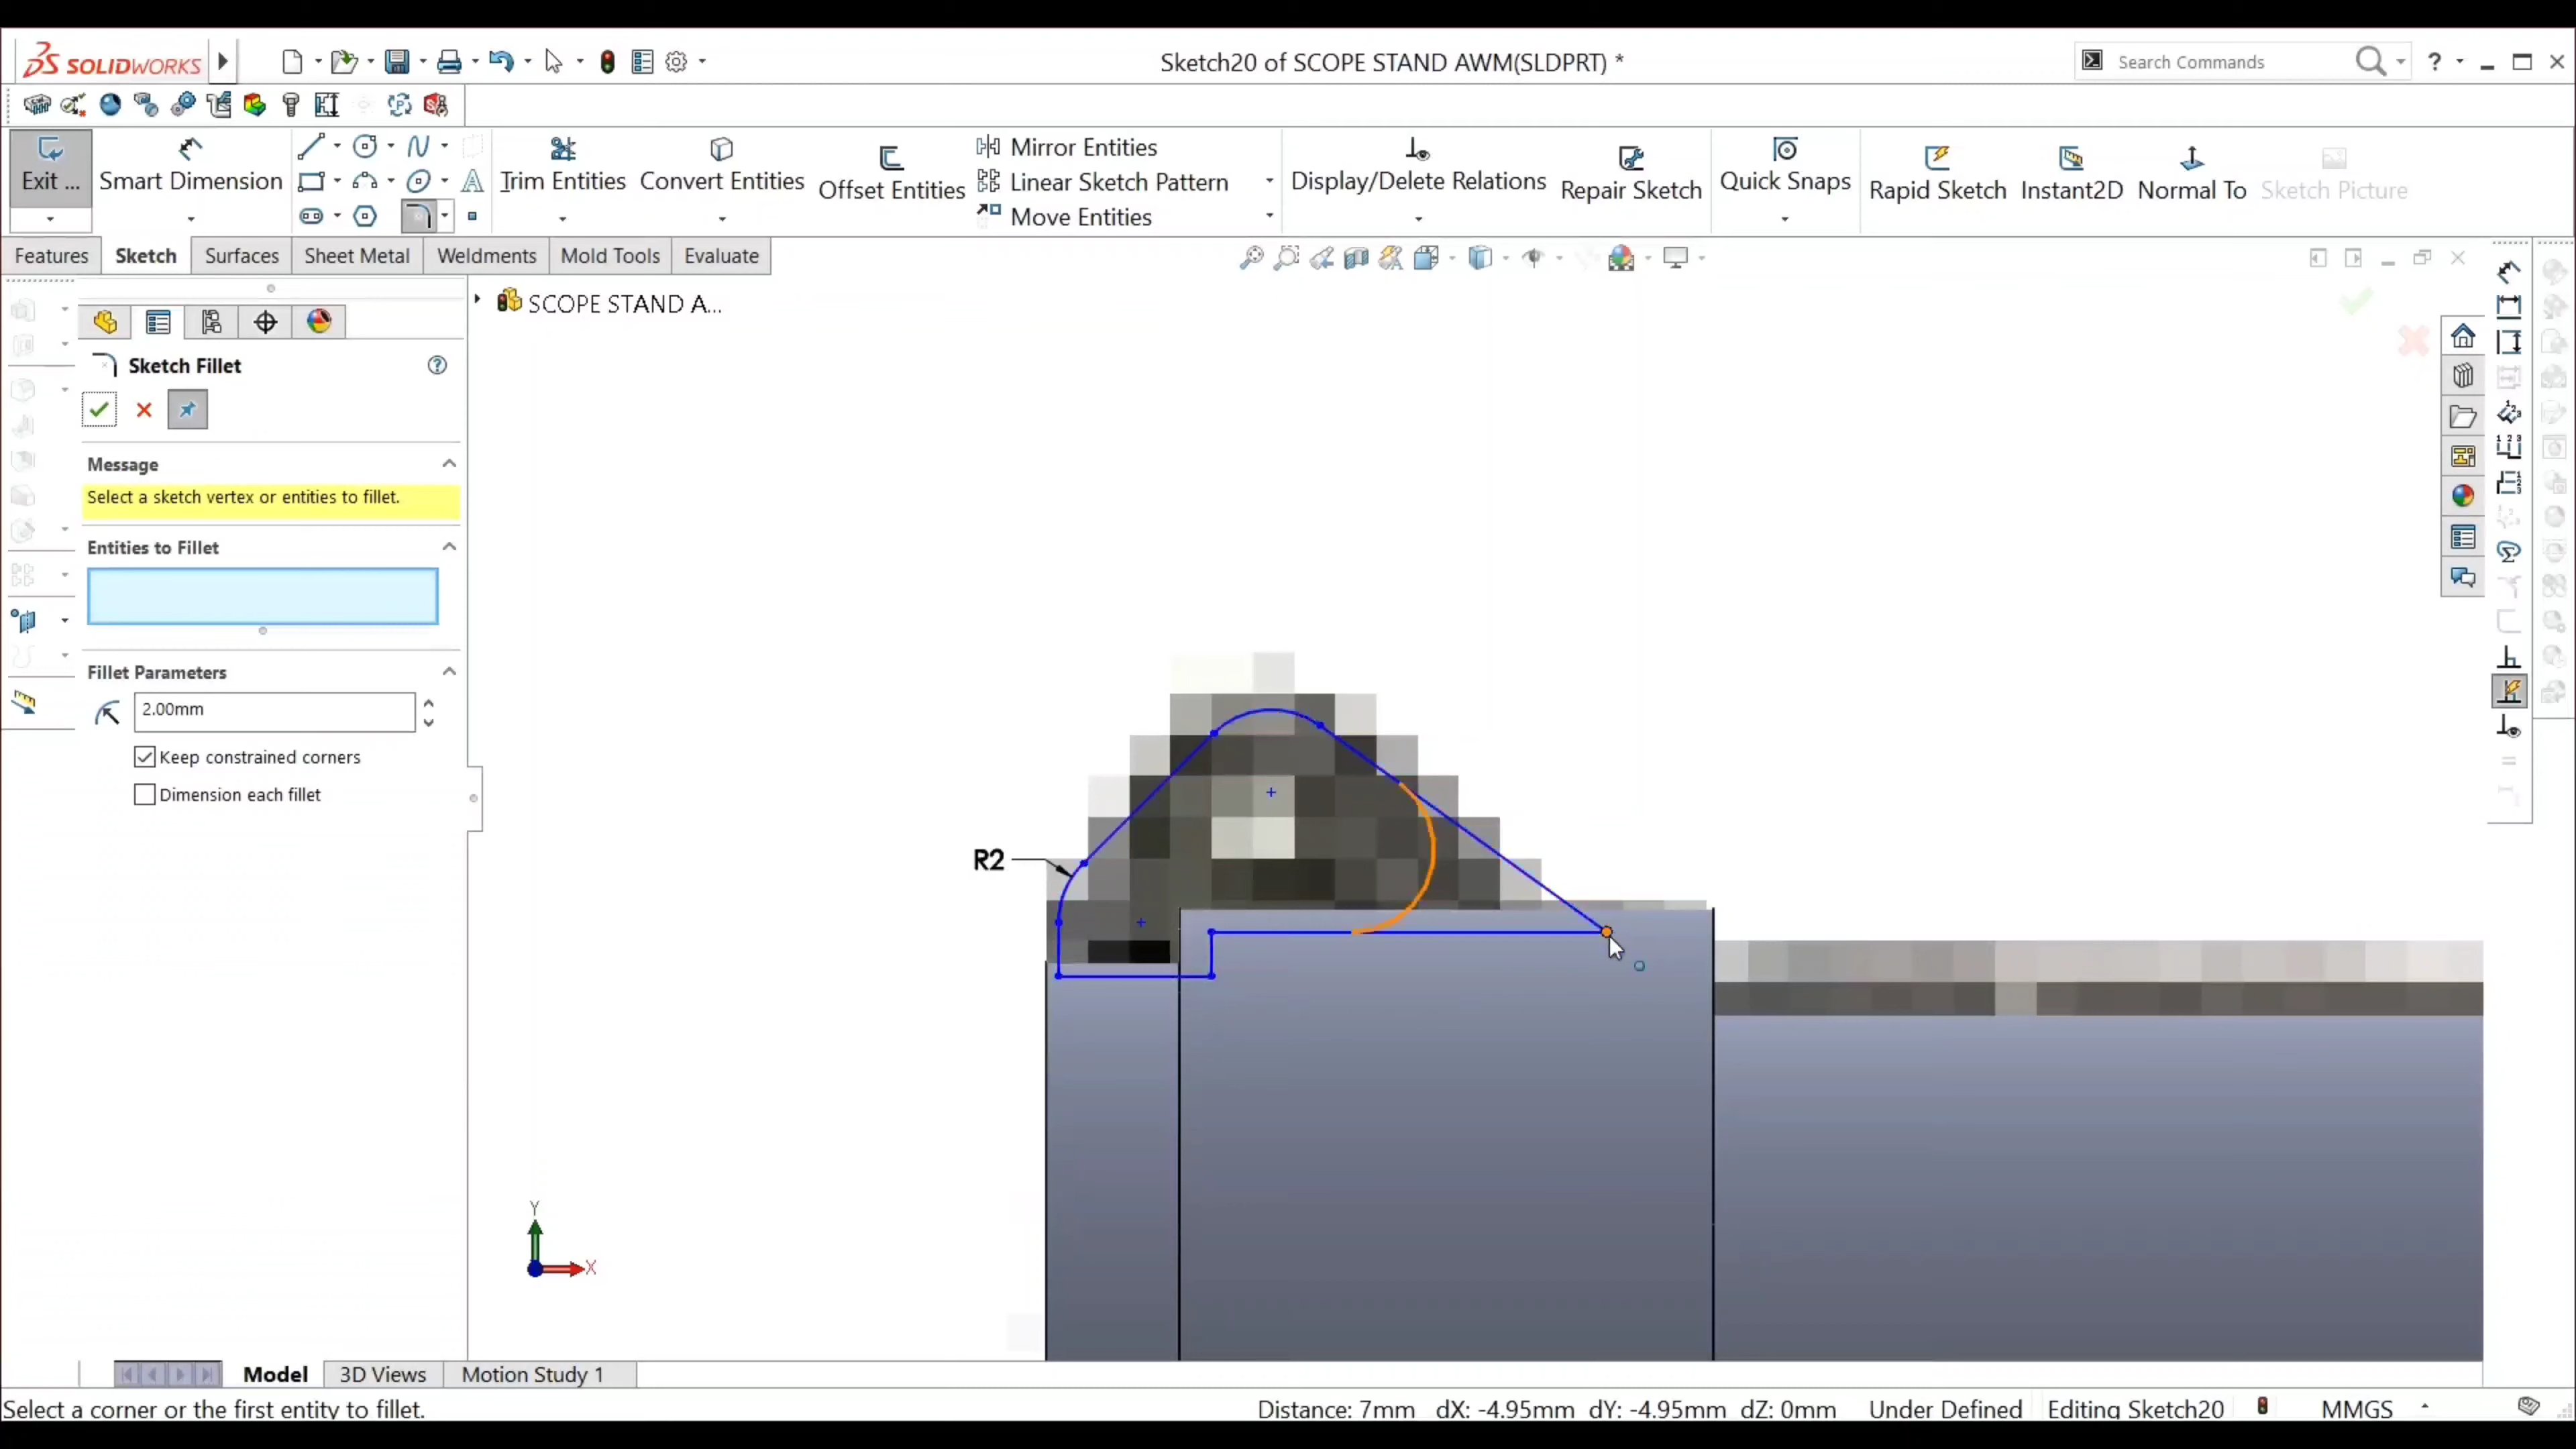 SOLIDWORKS
Sketch20 of SCOPE STAND AWM(SLDPRT) *
Search Commands
?
Exit ...
Smart Dimension
Trim Entities
Convert Entities
Offset Entities
Mirror Entities
Linear Sketch Pattern
Move Entities
Display/Delete Relations
Repair Sketch
Quick Snaps
Rapid Sketch
Instant2D
Normal To
Sketch Picture
Features
Sketch
Surfaces
Sheet Metal
Weldments
Mold Tools
Evaluate
SCOPE STAND A...
Sketch Fillet
Message
Select a sketch vertex or entities to fillet.
Entities to Fillet
Fillet Parameters
2.00mm
Keep constrained corners
Dimension each fillet
R2
Y
X
Model
3D Views
Motion Study 1
Select a corner or the first entity to fillet.
Distance: 7mm dX: -4.95mm dY: -4.95mm dZ: 0mm
Under Defined
Editing Sketch20
MMGS